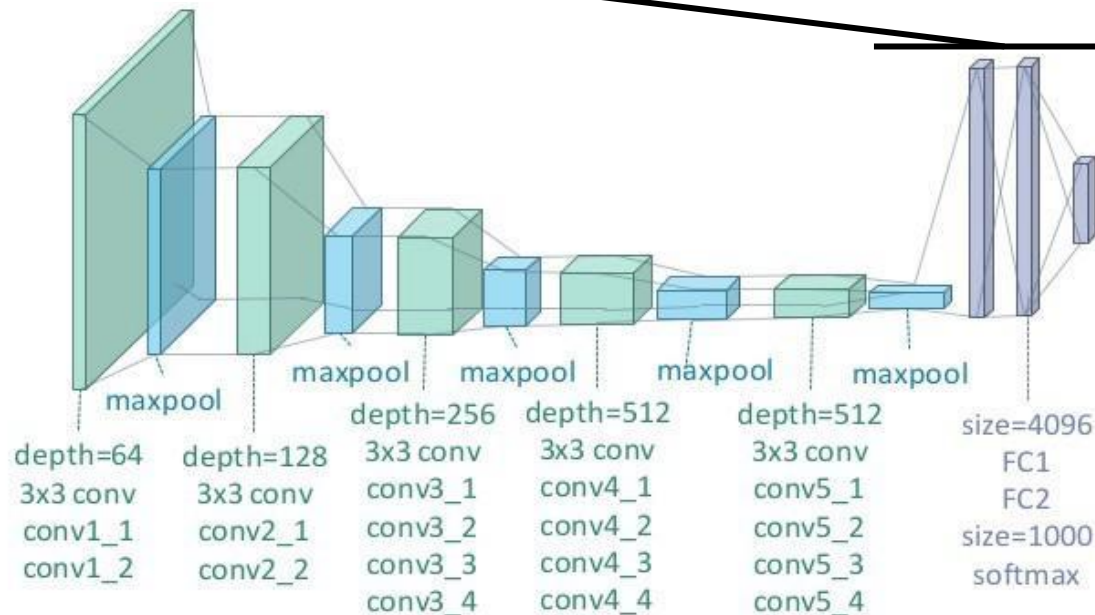 maxpool
maxpool
maxpool
maxpool
maxpool
depth=64
3x3 conv
conv1_1
conv1_2
depth=128
3x3 conv
conv2_1
conv2_2
depth=256
3x3 conv
conv3_1
conv3_2
conv3_3
conv3_4
depth=512
3x3 conv
conv4_1
conv4_2
conv4_3
conv4_4
depth=512
3x3 conv
conv5_1
conv5_2
conv5_3
conv5_4
size=4096
FC1
FC2
size=1000
softmax